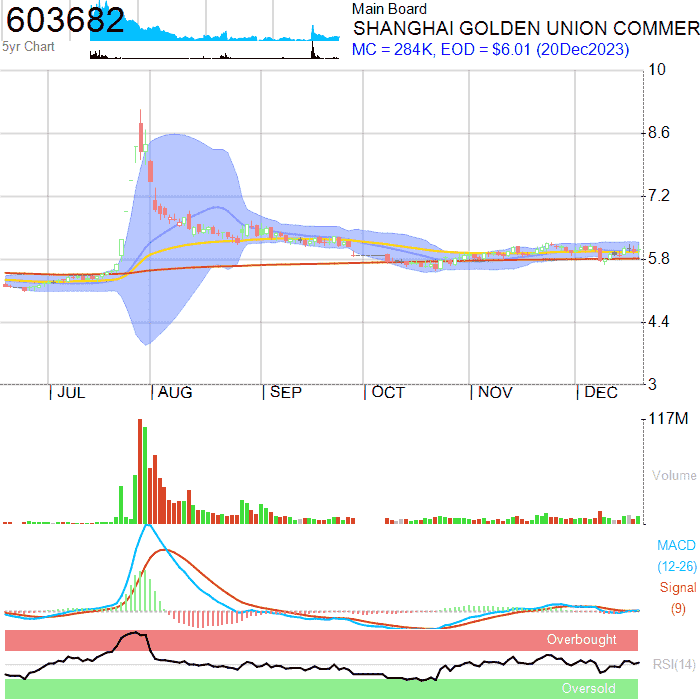 603682
5yr Chart
Main Board
SHANGHAI GOLDEN UNION COMMER
MC = 284K, EOD = $6.01 (20Dec2023)
10
8.6
7.2
5.8
4.4
3
JUL AUG SEP OCT NOV DEC
117M
Volume
MACD
(12-26)
Signal
(9)
Overbought
RSI(14)
Oversold